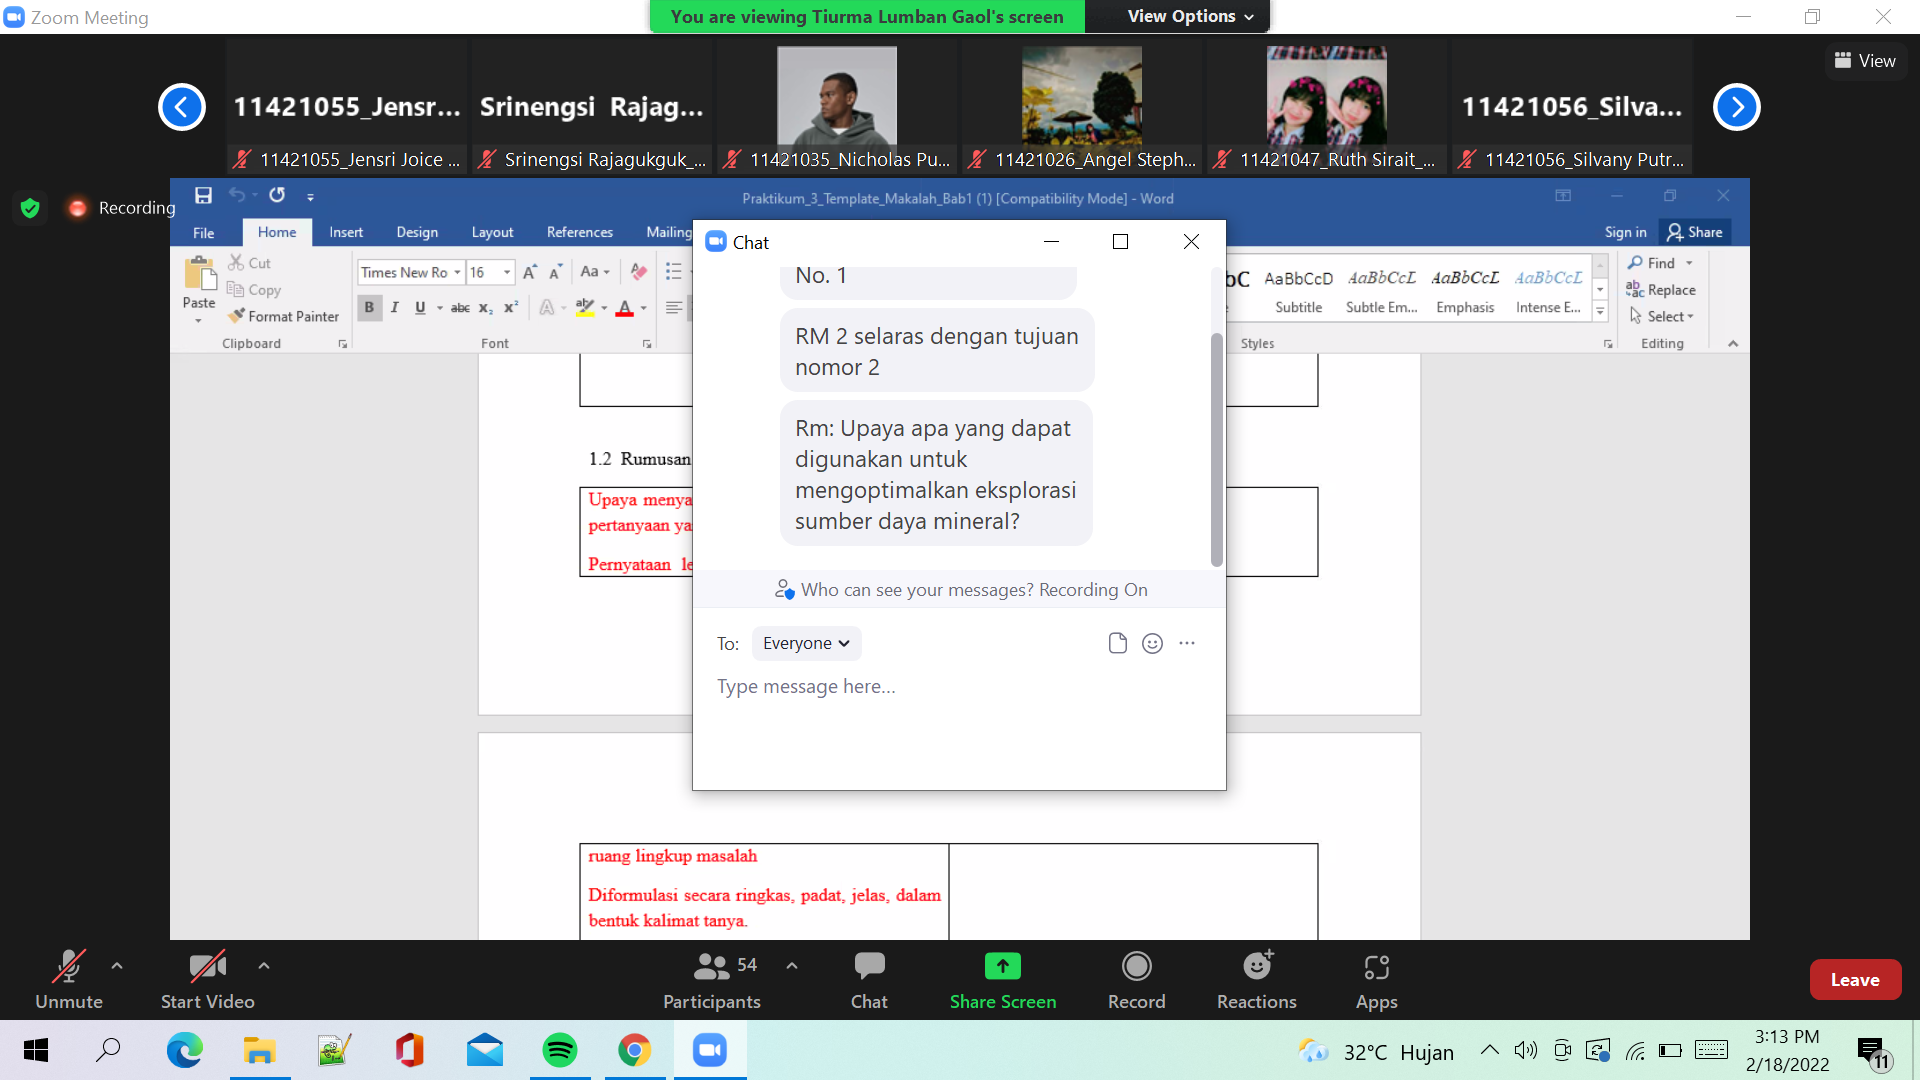 Zoom Meeting
You are viewing Tiurma Lumban Gaol's screen
View Options
View
11421055_Jensr...
Srinengsi Rajag...
11421056_Silva...
11421055_Jensri Joice ...
Srinengsi Rajagukguk_...
11421035_Nicholas Pu...
11421026_Angel Steph...
11421047_Ruth Sirait_...
11421056_Silvany Putr...
Recording
Praktikum_3_Template_Makalah_Bab1 (1) [Compatibility Mode] - Word
File
Home
Insert
Design
Layout
References
Mailing
Sign in
Share
Paste
Cut
Copy
Format Painter
Clipboard
Times New Ro
16
Aa
B I U abc x₂ x²
A
A
Font
bC
AaBbCcD
AaBbCcL
AaBbCcL
AaBbCcL
Subtitle
Subtle Em...
Emphasis
Intense E...
Styles
Find
Replace
Select
Editing
Chat
No. 1
RM 2 selaras dengan tujuan
nomor 2
Rm: Upaya apa yang dapat
digunakan untuk
mengoptimalkan eksplorasi
sumber daya mineral?
Who can see your messages? Recording On
To:
Everyone
Type message here...
1.2 Rumusan
Upaya menya
pertanyaan ya
Pernyataan le
ruang lingkup masalah
Diformulasi secara ringkas, padat, jelas, dalam
bentuk kalimat tanya.
Unmute
Start Video
54
Participants
Chat
Share Screen
Record
Reactions
Apps
Leave
32°C Hujan
3:13 PM
2/18/2022
11